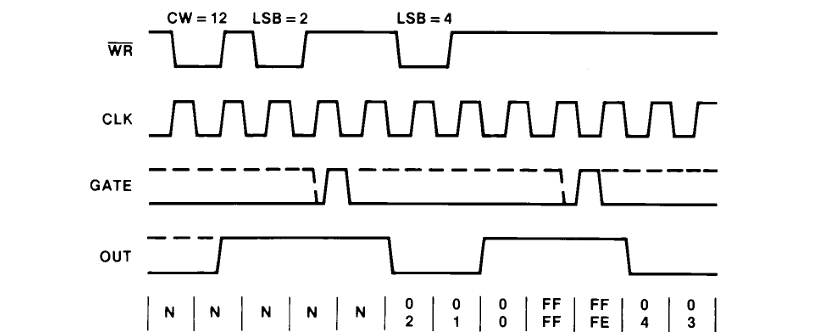 CW = 12 LSB = 2 LSB = 4
WR
CLK
GATE
OUT
N N N N N 0 0 0 FF FF 0 0
2 1 0 FF FE 4 3